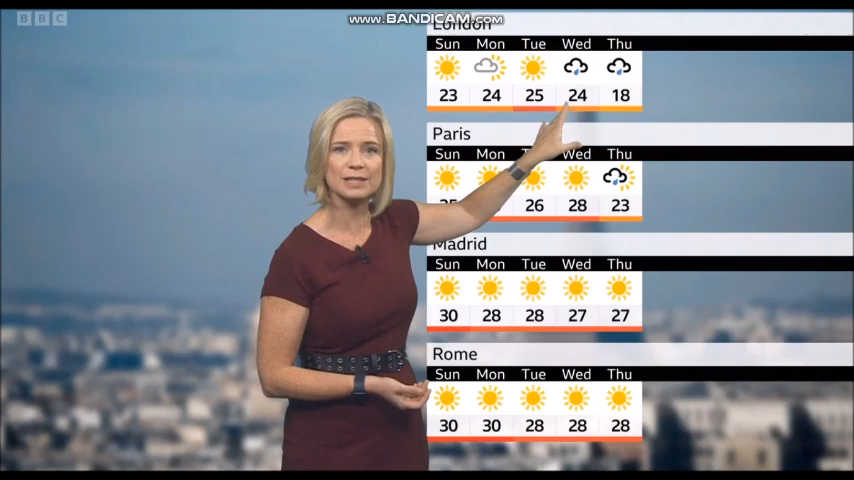 BBC
www.BANDICAM.com
London
Sun Mon Tue Wed Thu
23 24 25 24 18
Paris
Sun Mon Tue Wed Thu
26 28 23
Madrid
Sun Mon Tue Wed Thu
30 28 28 27 27
Rome
Sun Mon Tue Wed Thu
30 30 28 28 28